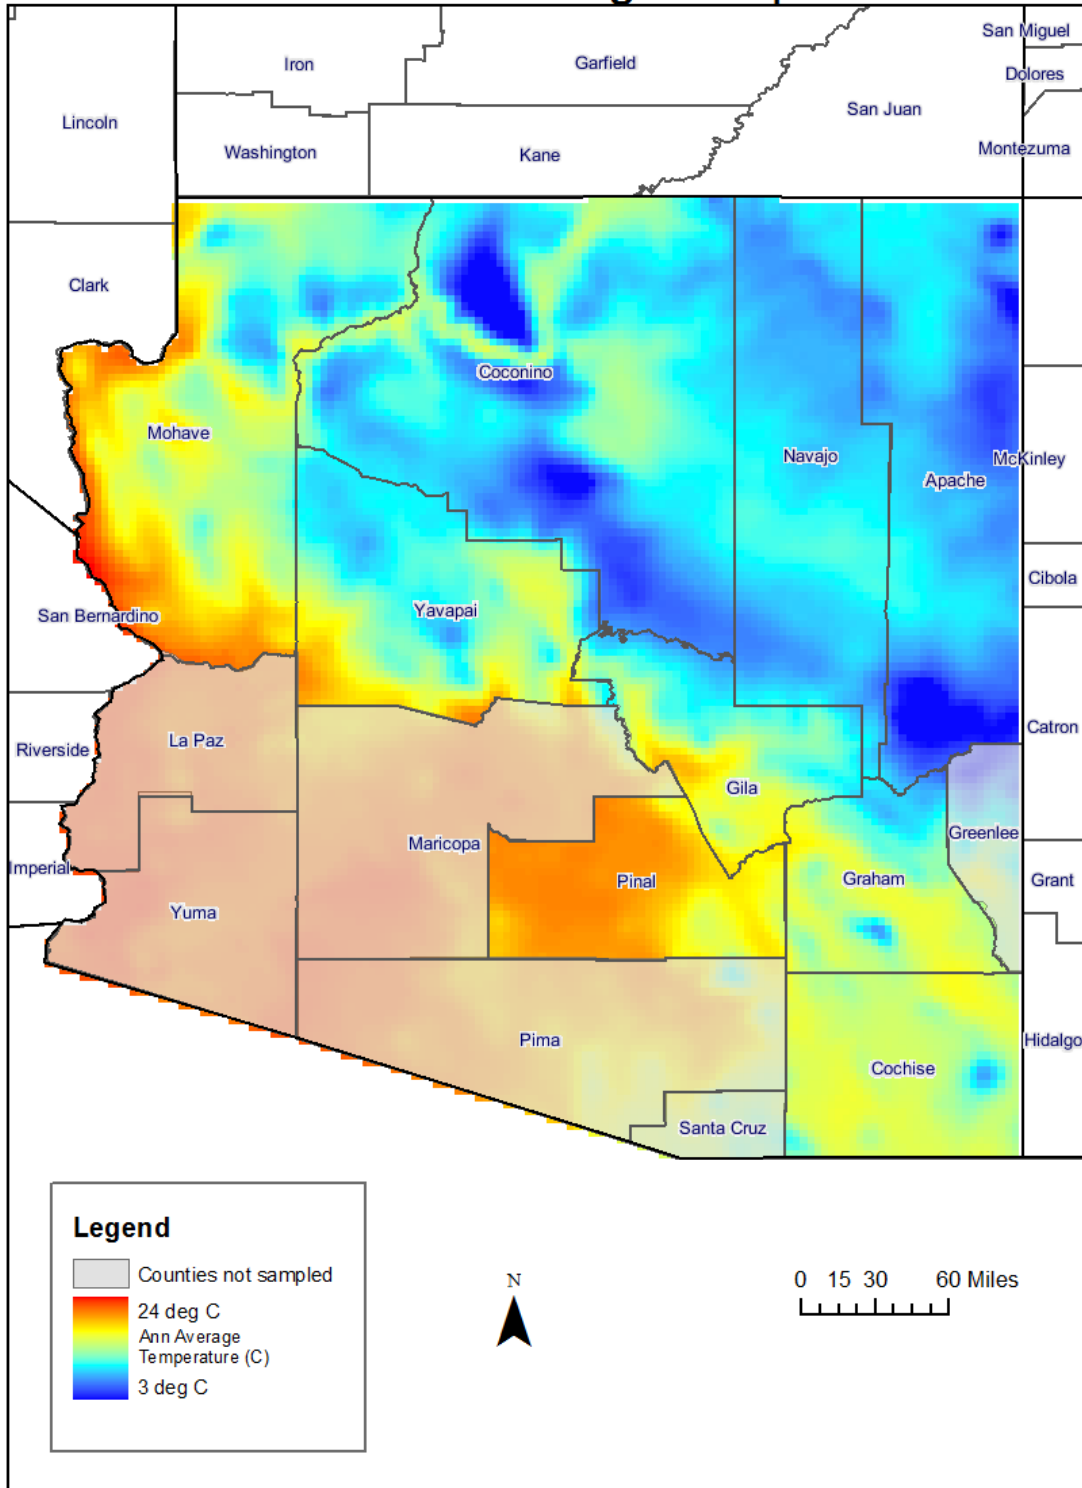 San Miguel
Iron
Garfield
Dolores
San Juan
Lincoln
Washington
Kane
Montezuma
Clark
Coconino
Mohave
Navajo
McKinley
Apache
Cibola
Yavapai
San Bernardino
Catron
La Paz
Riverside
Gila
Greenlee
Maricopa
Imperial
Pinal
Graham
Grant
Yuma
Pima
Hidalgo
Cochise
Santa Cruz
Legend
Counties not sampled
24 deg C
Ann Average
Temperature (C)
3 deg C
N
0 15 30 60 Miles